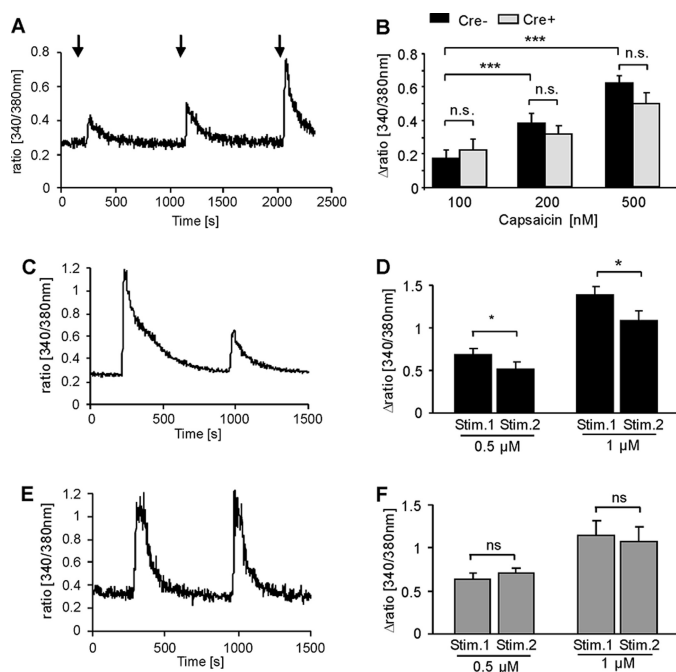 A
ratio [340/380nm]
0.8
0.6
0.4
0.2
0
0 500 1000 1500 2000 2500
Time [s]
B
Cre- Cre+
Δratio [340/380nm]
0.8
0.6
0.4
0.2
0
***
***
n.s.
n.s.
n.s.
100 200 500
Capsaicin [nM]
C
ratio [340/380nm]
1.2
1.0
0.8
0.6
0.4
0.2
0
0 500 1000 1500
Time [s]
D
Δratio [340/380nm]
1.5
1
0.5
0
*
*
Stim.1 Stim.2 Stim.1 Stim.2
0.5 μM 1 μM
E
ratio [340/380nm]
1.2
1.0
0.8
0.6
0.4
0.2
0
0 500 1000 1500
Time [s]
F
Δratio [340/380nm]
1.5
1
0.5
0
ns
ns
Stim.1 Stim.2 Stim.1 Stim.2
0.5 μM 1 μM